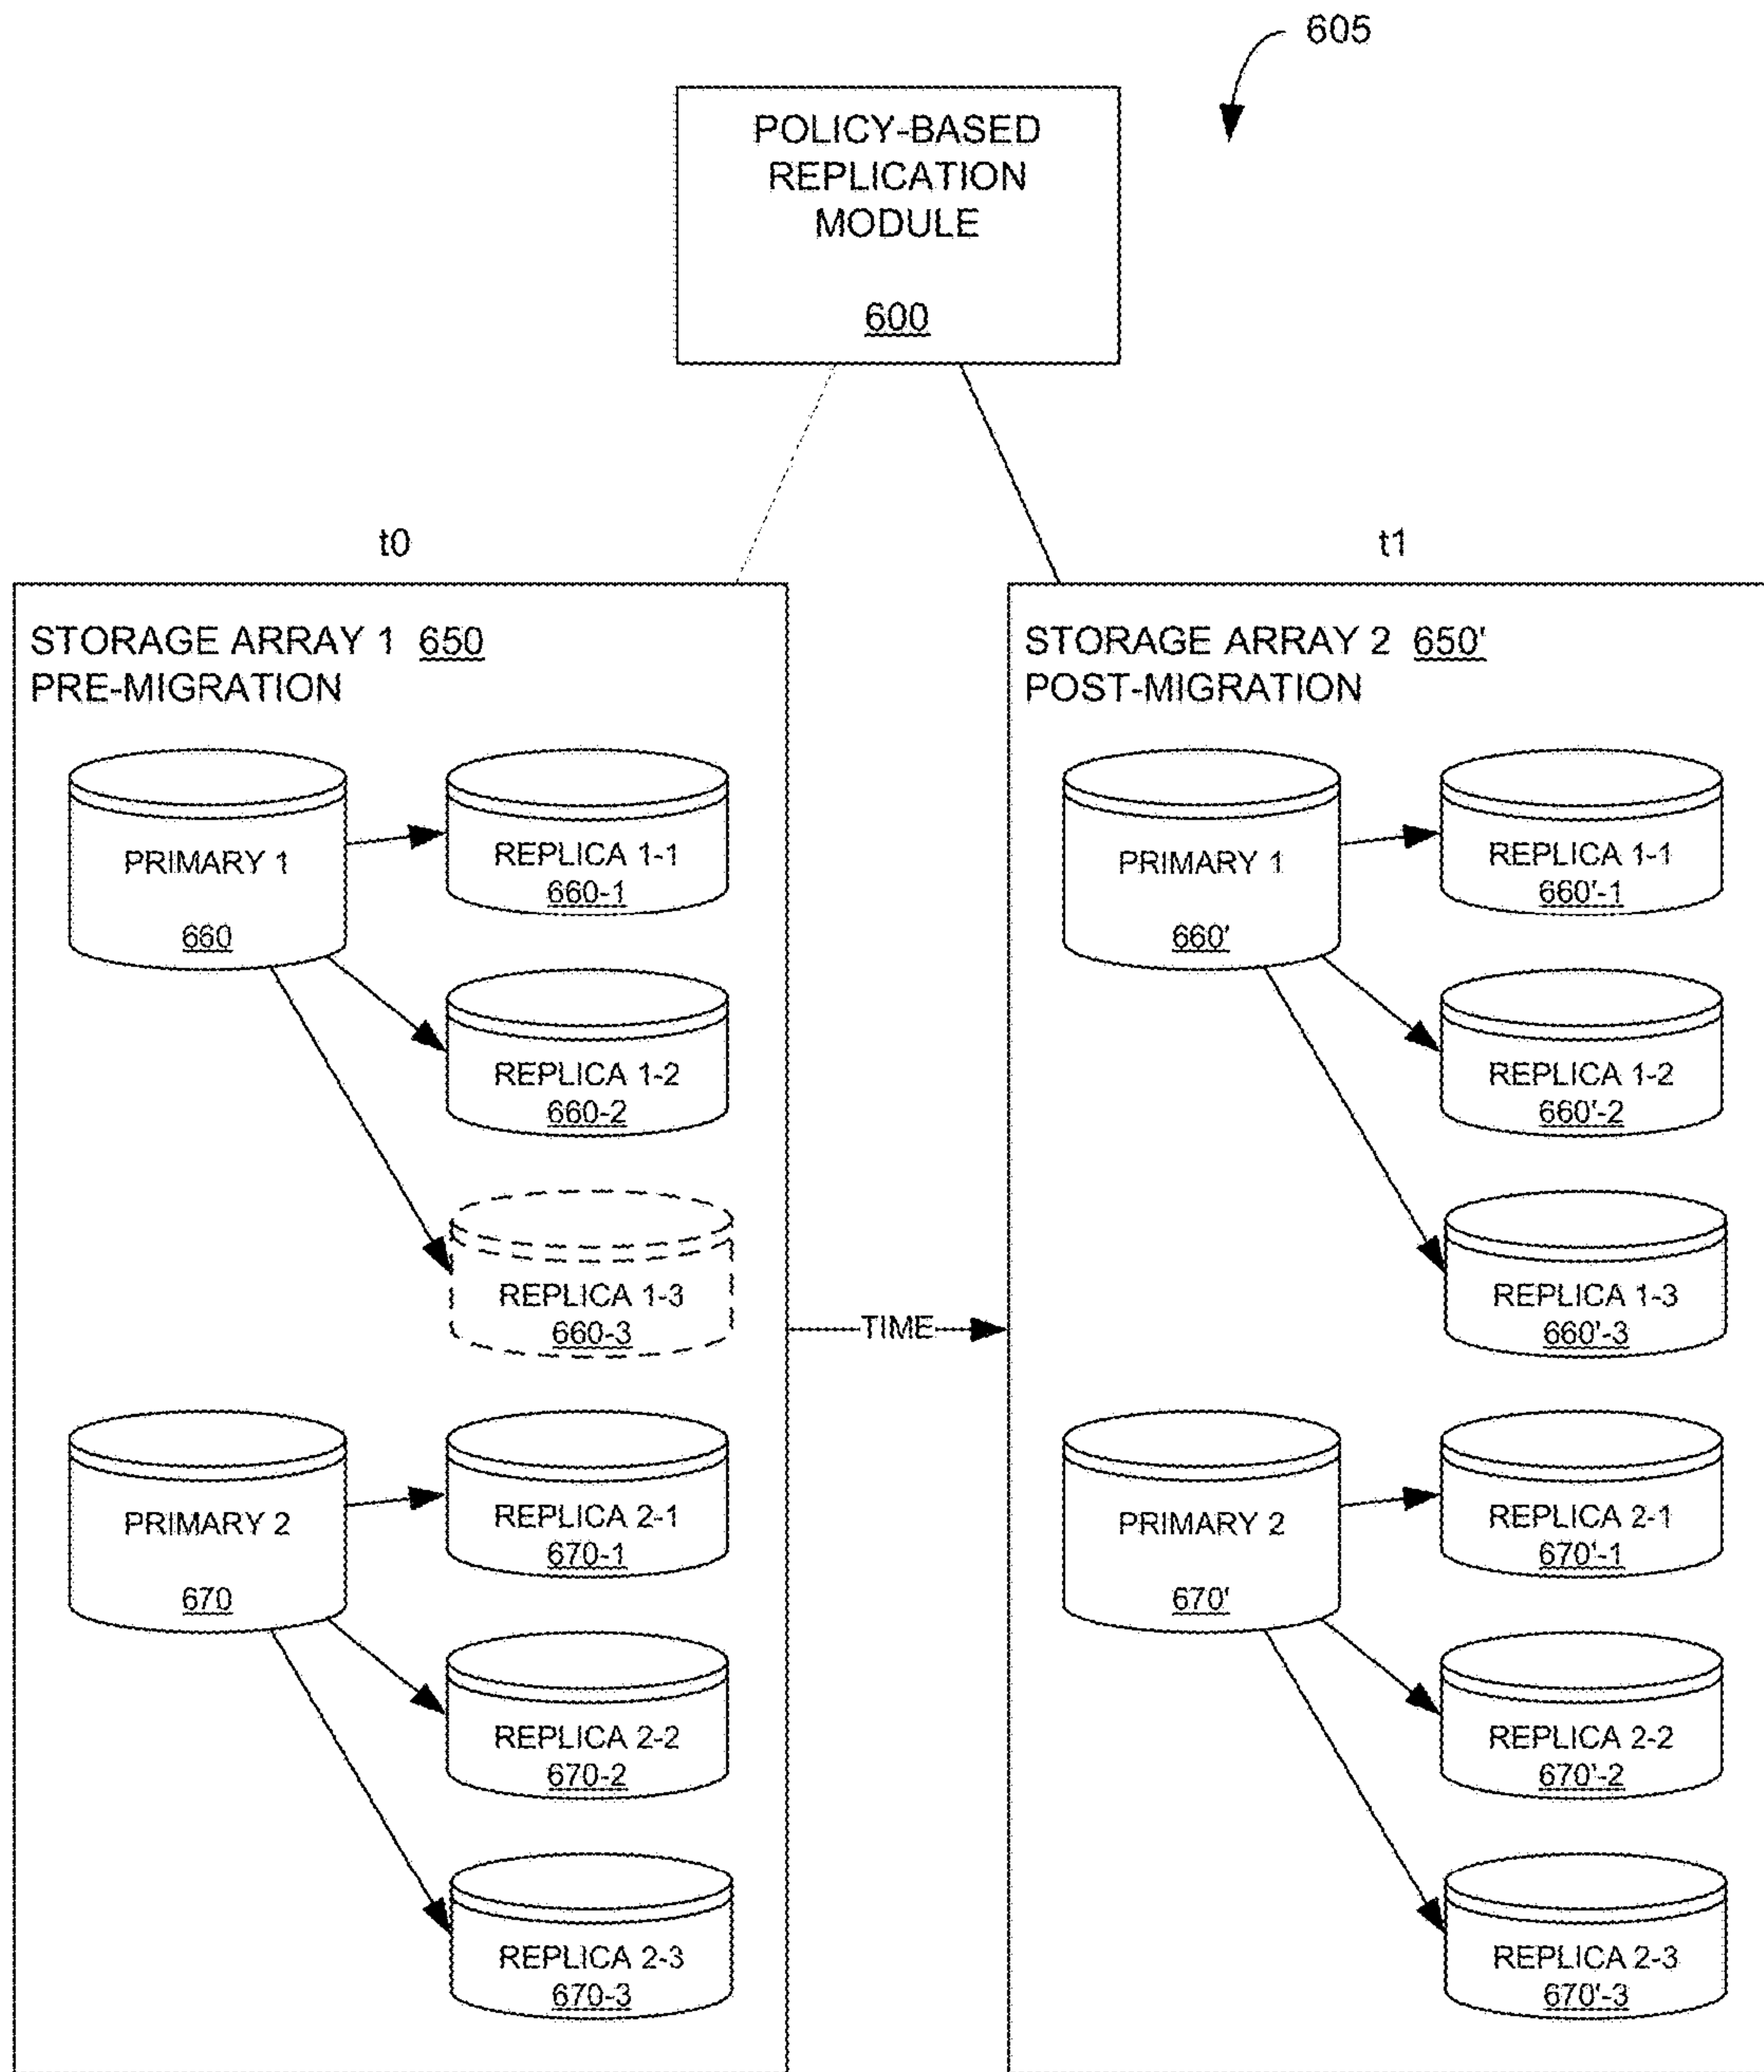 605
POLICY-BASED
REPLICATION
MODULE
600
t0
t1
STORAGE ARRAY 1 650
PRE-MIGRATION
PRIMARY 1
660
REPLICA 1-1
660-1
REPLICA 1-2
660-2
REPLICA 1-3
660-3
PRIMARY 2
670
REPLICA 2-1
670-1
REPLICA 2-2
670-2
REPLICA 2-3
670-3
TIME
STORAGE ARRAY 2 650'
POST-MIGRATION
PRIMARY 1
660'
REPLICA 1-1
660'-1
REPLICA 1-2
660'-2
REPLICA 1-3
660'-3
PRIMARY 2
670'
REPLICA 2-1
670'-1
REPLICA 2-2
670'-2
REPLICA 2-3
670'-3